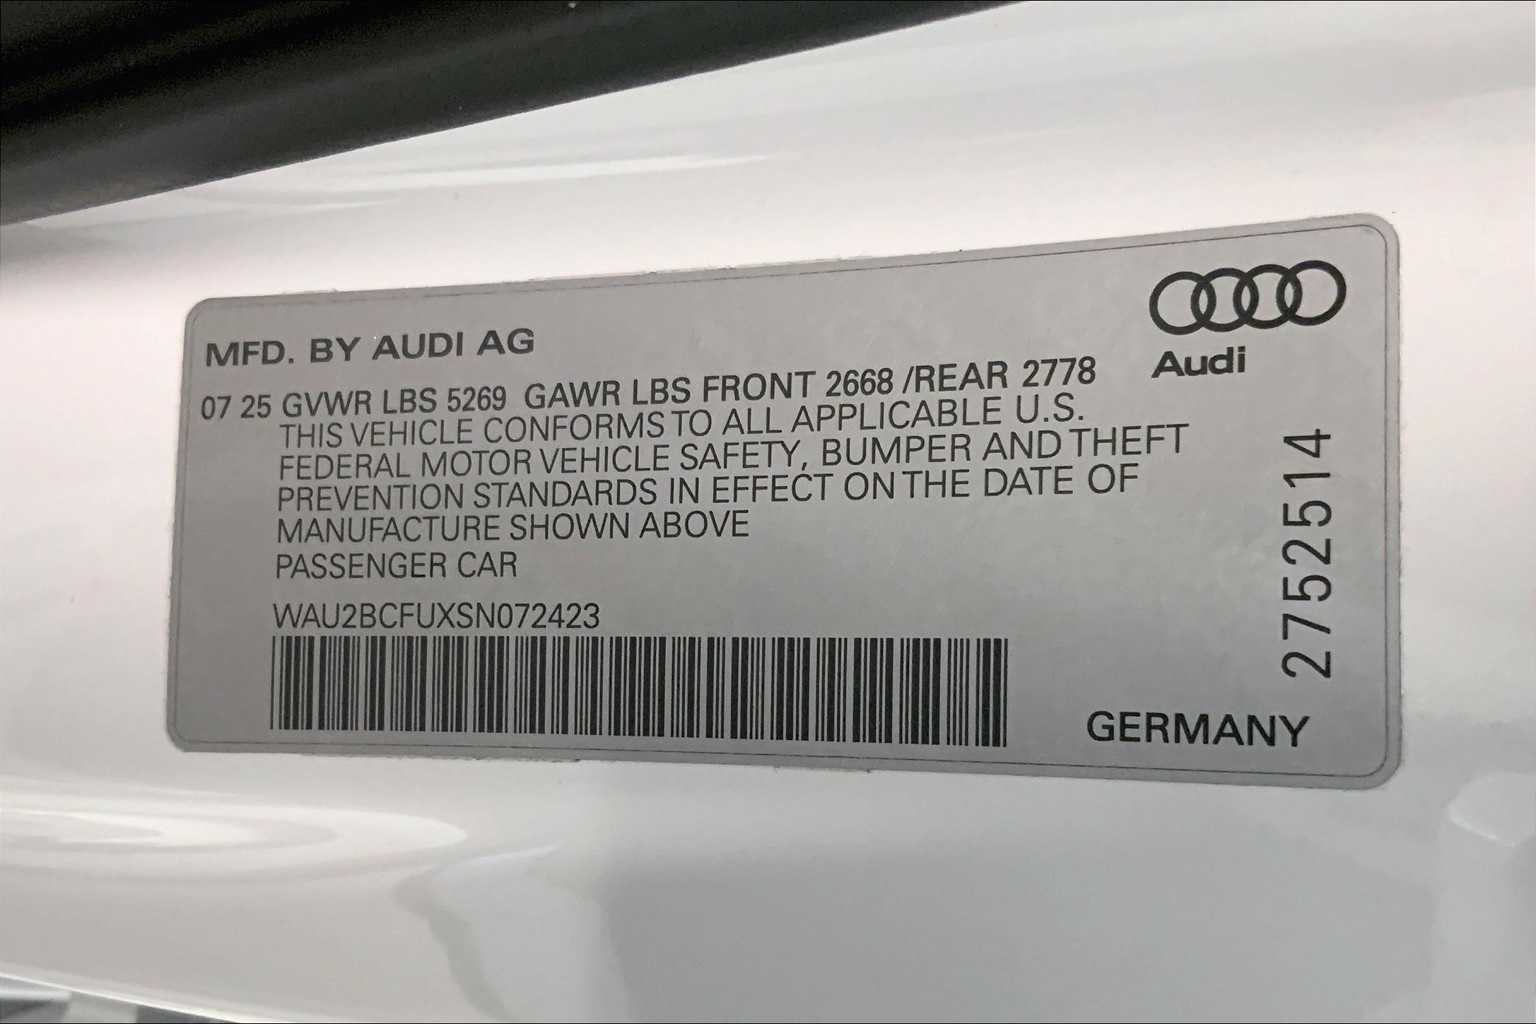 MFD. BY AUDI AG
07 25 GVWR LBS 5269 GAWR LBS FRONT 2668 /REAR 2778
THIS VEHICLE CONFORMS TO ALL APPLICABLE U.S.
FEDERAL MOTOR VEHICLE SAFETY, BUMPER AND THEFT
PREVENTION STANDARDS IN EFFECT ON THE DATE OF
MANUFACTURE SHOWN ABOVE
PASSENGER CAR
WAU2BCFUXSN072423
Audi
2752514
GERMANY